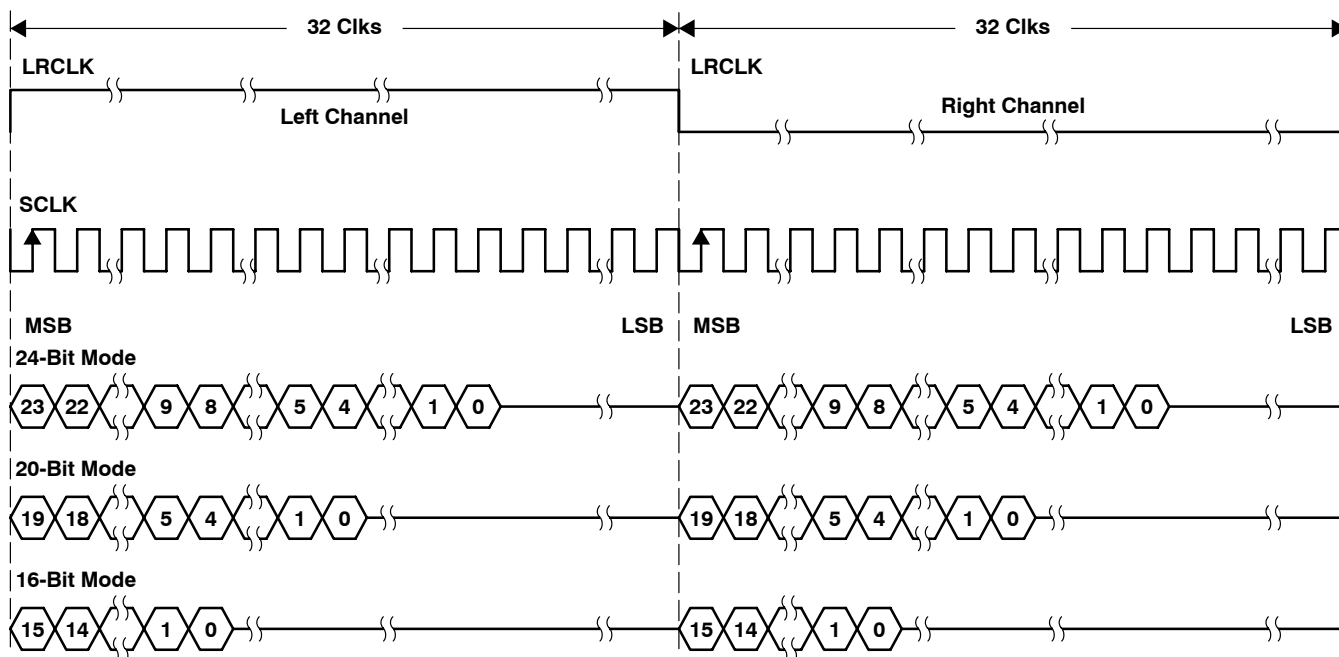 32 Clks 32 Clks
LRCLK LRCLK
Left Channel Right Channel
SCLK
MSB LSB MSB LSB
24-Bit Mode
23 22 9 8 5 4 1 0 23 22 9 8 5 4 1 0
20-Bit Mode
19 18 5 4 1 0 19 18 5 4 1 0
16-Bit Mode
15 14 1 0 15 14 1 0